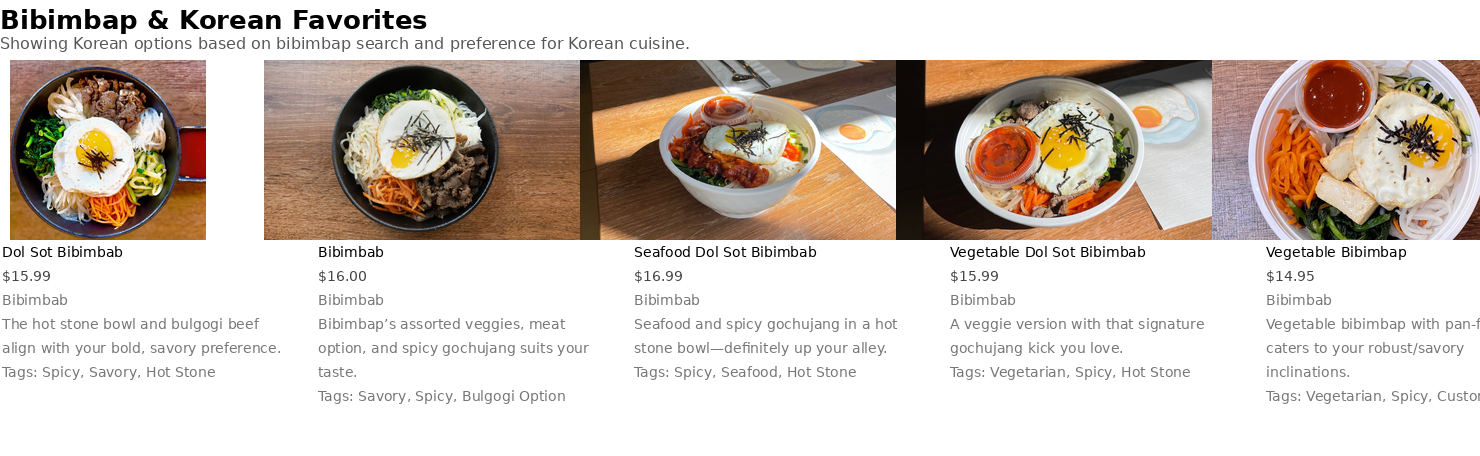 Bibimbap & Korean Favorites
Showing Korean options based on bibimbap search and preference for Korean cuisine.
Dol Sot Bibimbab
$15.99
Bibimbab
The hot stone bowl and bulgogi beef
align with your bold, savory preference.
Tags: Spicy, Savory, Hot Stone
Bibimbab
$16.00
Bibimbab
Bibimbap’s assorted veggies, meat
option, and spicy gochujang suits your
taste.
Tags: Savory, Spicy, Bulgogi Option
Seafood Dol Sot Bibimbab
$16.99
Bibimbab
Seafood and spicy gochujang in a hot
stone bowl—definitely up your alley.
Tags: Spicy, Seafood, Hot Stone
Vegetable Dol Sot Bibimbab
$15.99
Bibimbab
A veggie version with that signature
gochujang kick you love.
Tags: Vegetarian, Spicy, Hot Stone
Vegetable Bibimbap
$14.95
Bibimbab
Vegetable bibimbap with
caters to your robust/savory
inclinations.
Tags: Vegetarian, Spicy,